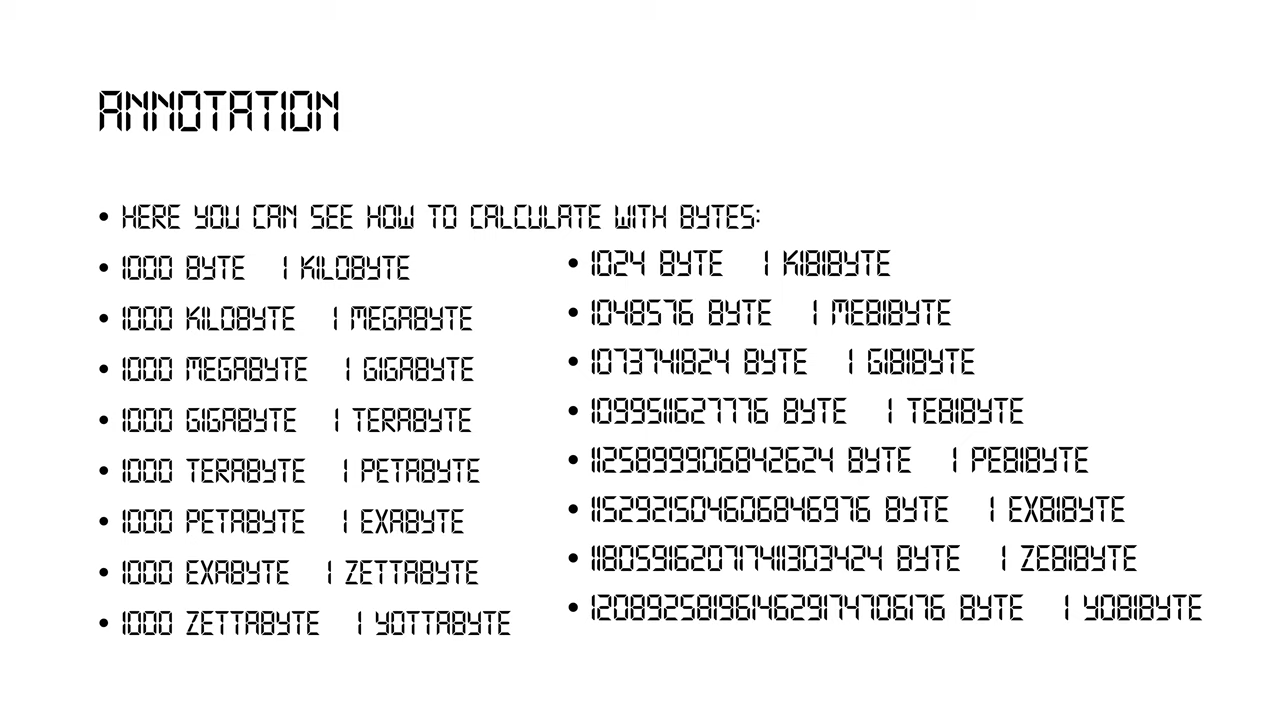 ANNOTATION
• HERE YOU CAN SEE HOW TO CALCULATE WITH BYTES:
• 1000 BYTE 1 KILOBYTE
• 1000 KILOBYTE 1 MEGABYTE
• 1000 MEGABYTE 1 GIGABYTE
• 1000 GIGABYTE 1 TERABYTE
• 1000 TERABYTE 1 PETABYTE
• 1000 PETABYTE 1 EXABYTE
• 1000 EXABYTE 1 ZETTABYTE
• 1000 ZETTABYTE 1 YOTTABYTE
• 1024 BYTE 1 KIBIBYTE
• 1048576 BYTE 1 MEBIBYTE
• 1073741824 BYTE 1 GIBIBYTE
• 1099511627776 BYTE 1 TEBIBYTE
• 1125899906842624 BYTE 1 PEBIBYTE
• 1152921504606846976 BYTE 1 EXBIBYTE
• 1180591620717411303424 BYTE 1 ZEBIBYTE
• 1208925819614629174706176 BYTE 1 YOBIBYTE